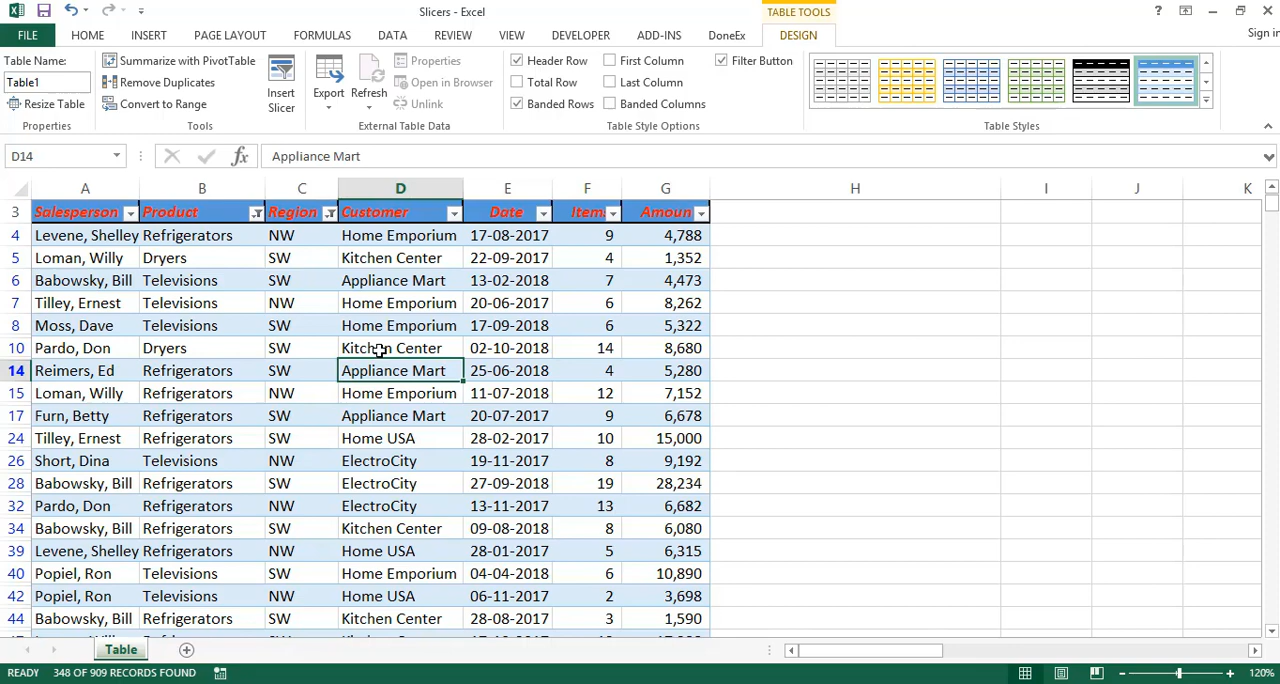 Slicers - Excel
TABLE TOOLS
?
FILE HOME INSERT PAGE LAYOUT FORMULAS DATA REVIEW VIEW DEVELOPER ADD-INS DoneEx DESIGN Sign in
Table Name:
Table1
Resize Table
Properties
Summarize with PivotTable
Remove Duplicates
Convert to Range
Tools
Insert
Slicer
Export
Refresh
Properties
Open in Browser
Unlink
External Table Data
Header Row
Total Row
Banded Rows
First Column
Last Column
Banded Columns
Filter Button
Table Style Options
Table Styles
D14 fx Appliance Mart
A B C D E F G H I J K
3 Salesperson Product Region Customer Date Items Amoun
4 Levene, Shelley Refrigerators NW Home Emporium 17-08-2017 9 4,788
5 Loman, Willy Dryers SW Kitchen Center 22-09-2017 4 1,352
6 Babowsky, Bill Televisions SW Appliance Mart 13-02-2018 7 4,473
7 Tilley, Ernest Televisions NW Home Emporium 20-06-2017 6 8,262
8 Moss, Dave Televisions SW Home Emporium 17-09-2018 6 5,322
10 Pardo, Don Dryers SW Kitchen Center 02-10-2018 14 8,680
14 Reimers, Ed Refrigerators SW Appliance Mart 25-06-2018 4 5,280
15 Loman, Willy Refrigerators NW Home Emporium 11-07-2018 12 7,152
17 Furn, Betty Refrigerators SW Appliance Mart 20-07-2017 9 6,678
24 Tilley, Ernest Refrigerators SW Home USA 28-02-2017 10 15,000
26 Short, Dina Televisions NW ElectroCity 19-11-2017 8 9,192
28 Babowsky, Bill Refrigerators SW ElectroCity 27-09-2018 19 28,234
32 Pardo, Don Refrigerators NW ElectroCity 13-11-2017 13 6,682
34 Babowsky, Bill Refrigerators SW Kitchen Center 09-08-2018 8 6,080
39 Levene, Shelley Refrigerators NW Home USA 28-01-2017 5 6,315
40 Popiel, Ron Televisions SW Home Emporium 04-04-2018 6 10,890
42 Popiel, Ron Televisions NW Home USA 06-11-2017 2 3,698
44 Babowsky, Bill Refrigerators SW Kitchen Center 28-08-2017 3 1,590
Table
READY 348 OF 909 RECORDS FOUND 120%